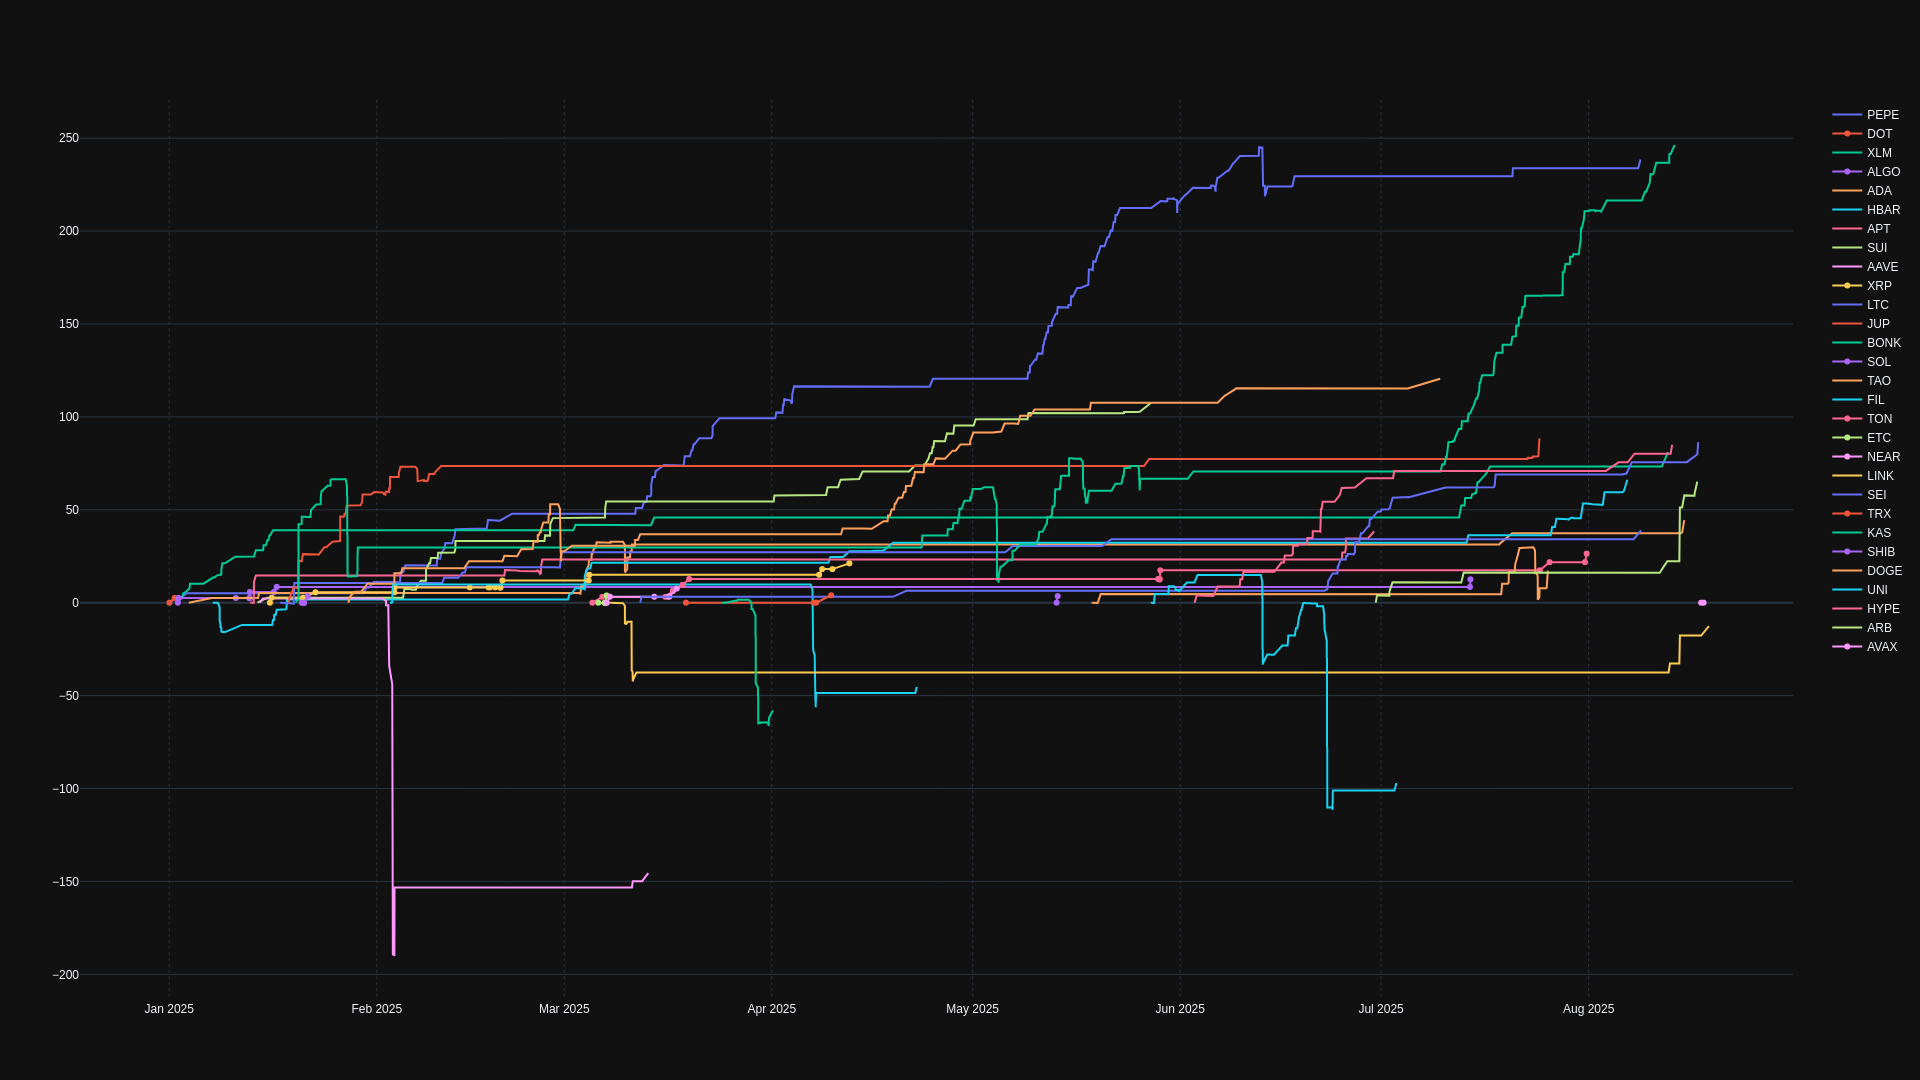 250
200
150
100
50
0
−50
−100
−150
−200
Jan 2025
Feb 2025
Mar 2025
Apr 2025
May 2025
Jun 2025
Jul 2025
Aug 2025
PEPE
DOT
XLM
ALGO
ADA
HBAR
APT
SUI
AAVE
XRP
LTC
JUP
BONK
SOL
TAO
FIL
TON
ETC
NEAR
LINK
SEI
TRX
KAS
SHIB
DOGE
UNI
HYPE
ARB
AVAX